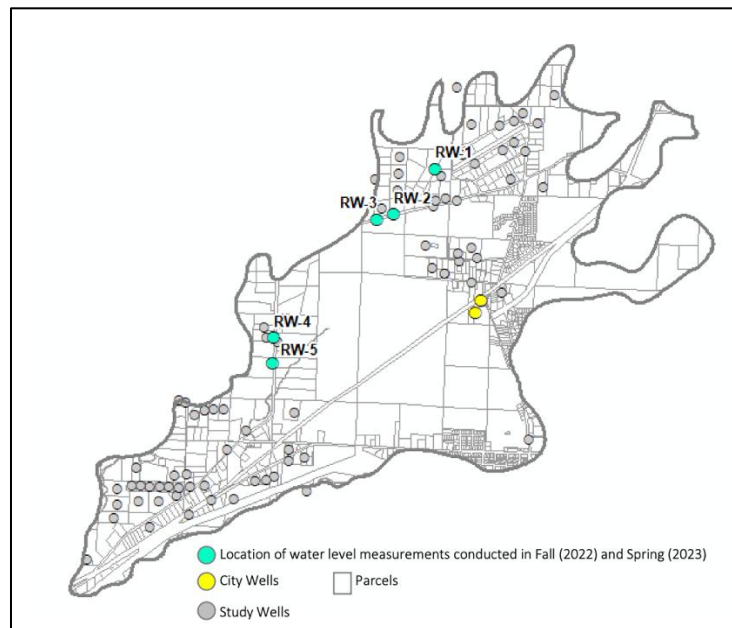 RW-1
RW-3 RW-2
RW-4
RW-5
Location of water level measurements conducted in Fall (2022) and Spring (2023)
City Wells Parcels
Study Wells